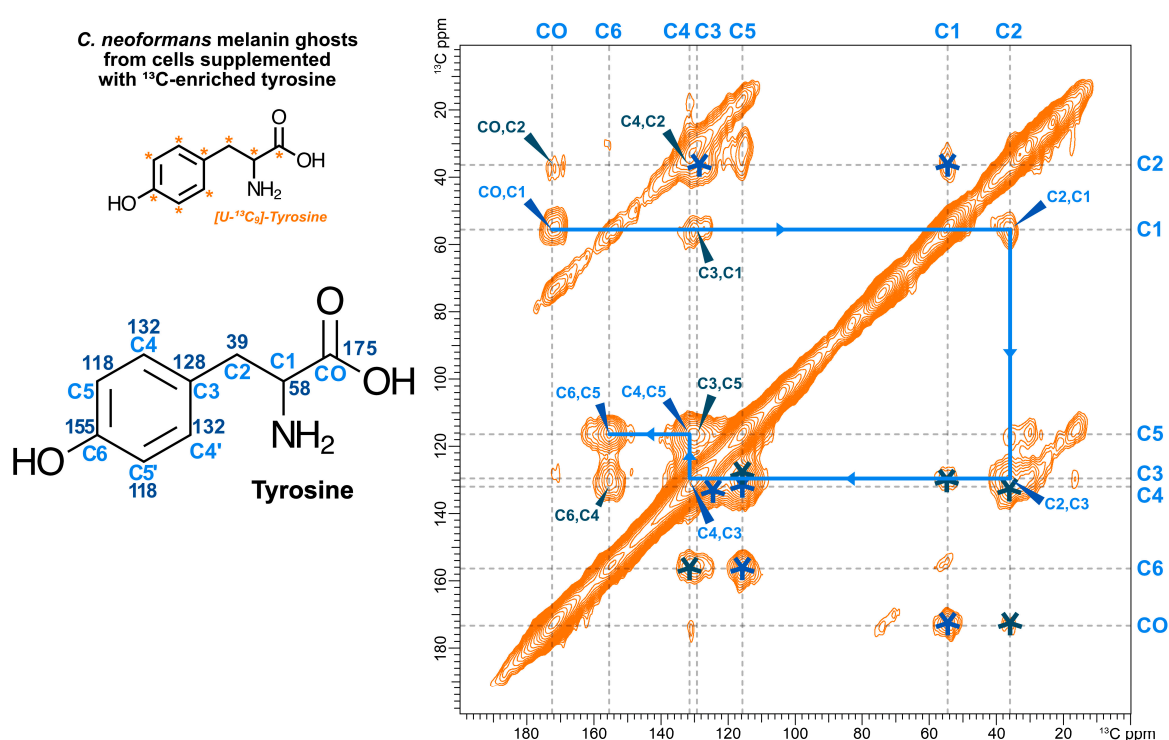 C. neoformans melanin ghosts
from cells supplemented
with ¹³C-enriched tyrosine
O
OH
NH₂
HO
[U-¹³C₉]-Tyrosine
O
132
C4
39
C1
175
118
128
C2
CO
OH
C5
C3
58
155
132
NH₂
C6
C4'
HO
C5'
118
Tyrosine
CO C6 C4 C3 C5 C1 C2
¹³C ppm
20
40
60
80
100
120
140
160
180
CO,C2
C4,C2
CO,C1
C2,C1
C3,C1
C6,C5
C4,C5
C3,C5
C6,C4
C4,C3
C2,C3
C2
C1
C5
C3
C4
C6
CO
180 160 140 120 100 80 60 40 20 ¹³C ppm
* * * * * * * * *